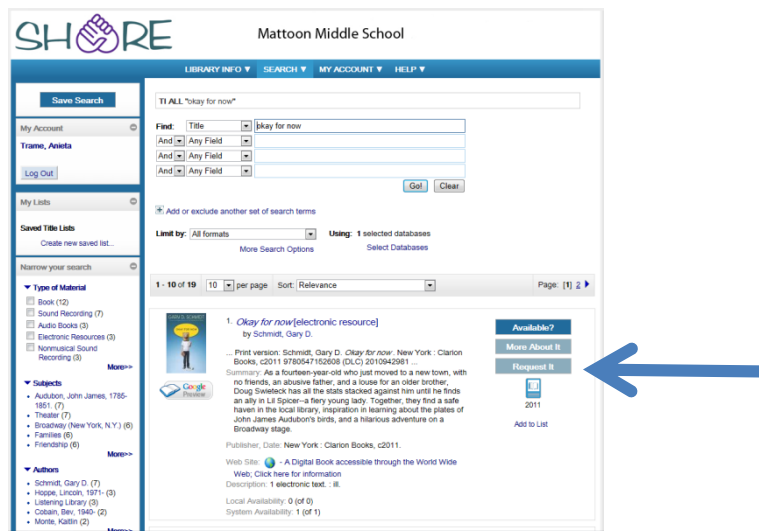 SHARE
Mattoon Middle School
LIBRARY INFO ▼ SEARCH ▼ MY ACCOUNT ▼ HELP ▼
Save Search
My Account
Trame, Anieta
Log Out
My Lists
Saved Title Lists
Create new saved list...
Narrow your search
▼ Type of Material
Book (12)
Sound Recording (7)
Audio Books (3)
Electronic Resources (3)
Nonmusical Sound
Recording (3)
More>>
▼ Subjects
• Audubon, John James, 1785-
1851. (7)
• Theater (7)
• Broadway (New York, N.Y.) (6)
• Families (6)
• Friendship (6)
More>>
▼ Authors
• Schmidt, Gary D. (7)
• Hoppe, Lincoln, 1971- (3)
• Listening Library (3)
• Cobain, Bev, 1940- (2)
• Monte, Kaitlin (2)
More>>
TI ALL "okay for now"
Find: Title okay for now
And Any Field
And Any Field
And Any Field
Go! Clear
Add or exclude another set of search terms
Limit by: All formats Using: 1 selected databases
More Search Options Select Databases
1 - 10 of 19 10 per page Sort: Relevance Page: [1] 2
GARY D. SCHMIDT
Google
Preview
1. Okay for now [electronic resource]
by Schmidt, Gary D.
... Print version: Schmidt, Gary D. Okay for now. New York : Clarion
Books, c2011 9780547152608 (DLC) 2010942981 ...
Summary: As a fourteen-year-old who just moved to a new town, with
no friends, an abusive father, and a louse for an older brother,
Doug Swieteck has all the stats stacked against him until he finds
an ally in Lil Spicer--a fiery young lady. Together, they find a safe
haven in the local library, inspiration in learning about the plates of
John James Audubon's birds, and a hilarious adventure on a
Broadway stage.
Publisher, Date: New York : Clarion Books, c2011.
Web Site: - A Digital Book accessible through the World Wide
Web; Click here for information
Description: 1 electronic text. : ill.
Local Availability: 0 (of 0)
System Availability: 1 (of 1)
Available?
More About It
Request It
2011
Add to List